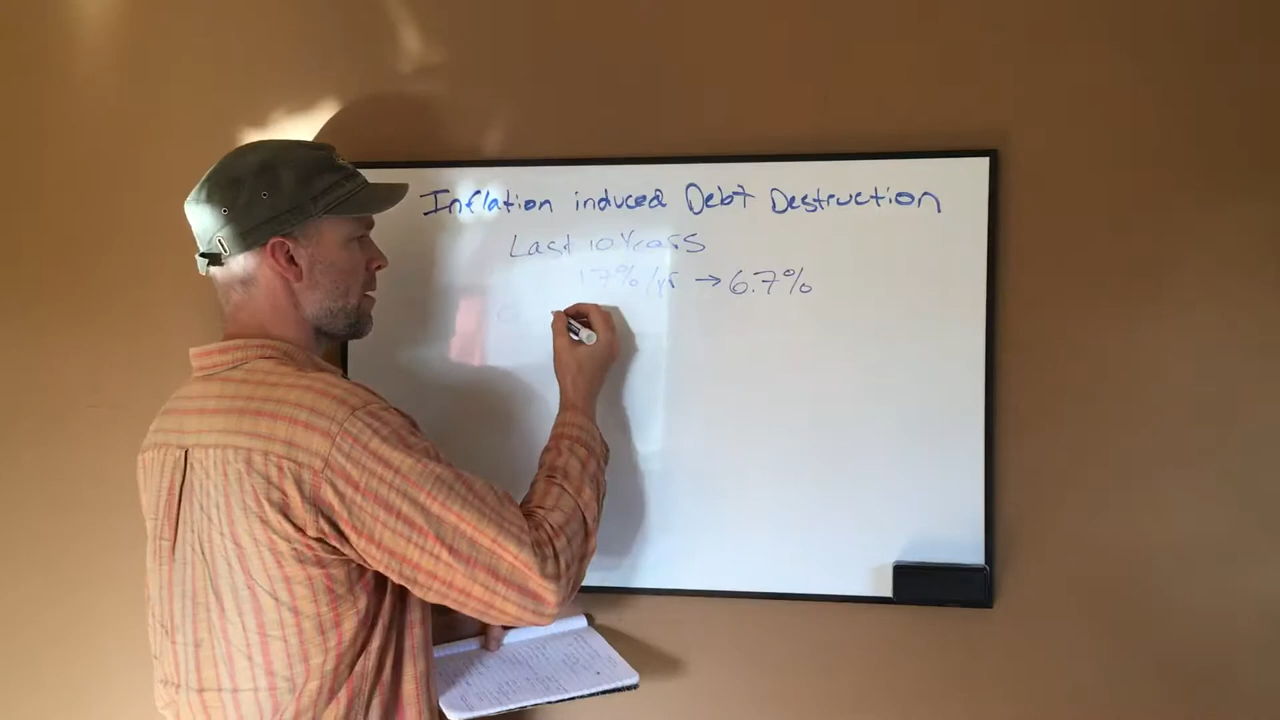 Inflation induced Debt Destruction
Last 10 Years
17%/yr → 6.7%